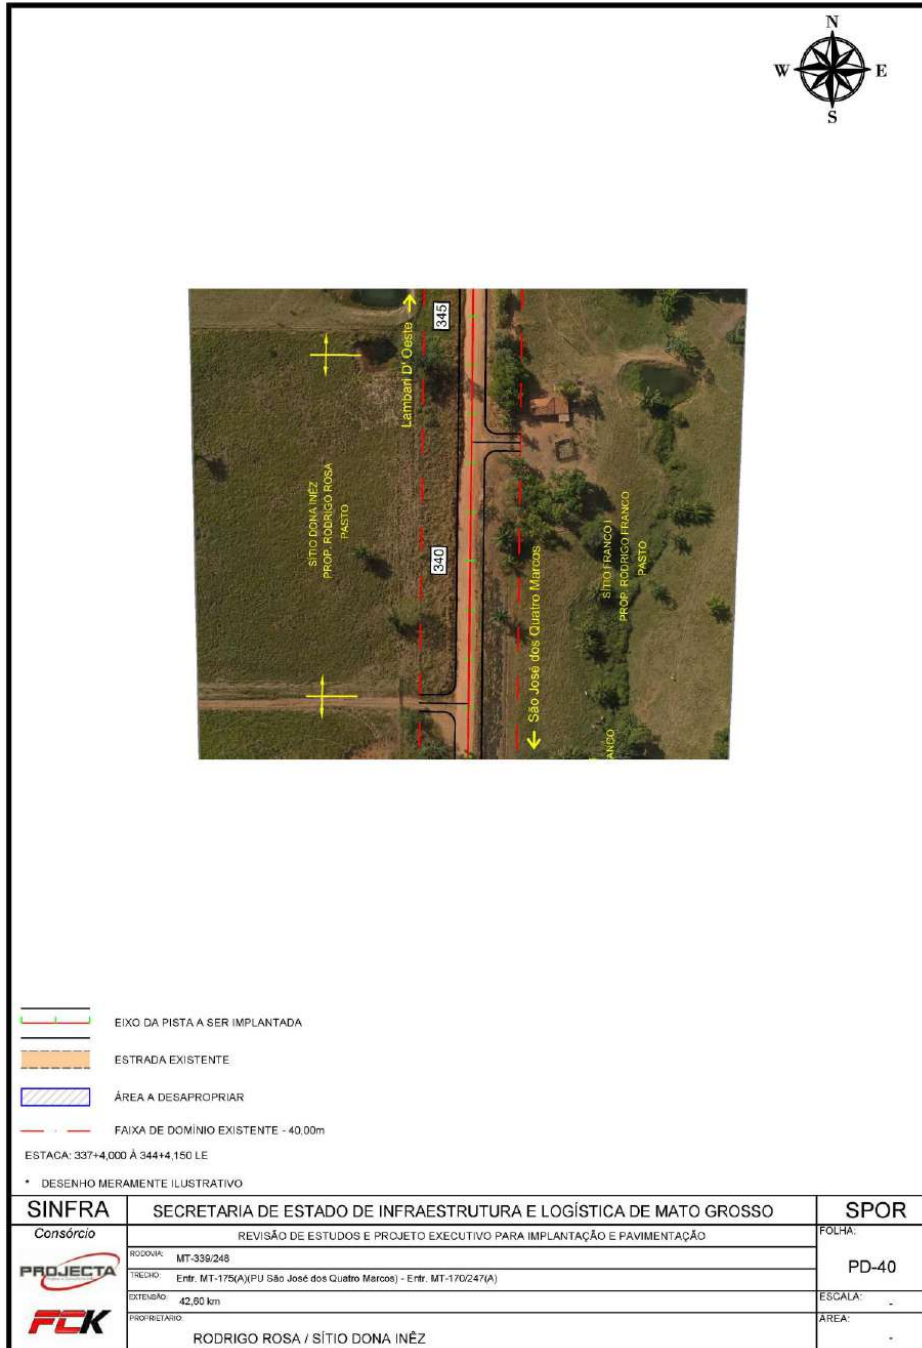 N
W E
S
Lambari D' Oeste →
345
SÍTIO DONA INÊZ
PROP. RODRIGO ROSA
PASTO
340
← São José dos Quatro Marcos
SÍTIO FRANCO I
PROP. RODRIGO FRANCO
PASTO
ANCO
EIXO DA PISTA A SER IMPLANTADA
ESTRADA EXISTENTE
ÁREA A DESAPROPRIAR
FAIXA DE DOMÍNIO EXISTENTE - 40,00m
ESTACA: 337+4,000 À 344+4,150 LE
* DESENHO MERAMENTE ILUSTRATIVO
SINFRA
SECRETARIA DE ESTADO DE INFRAESTRUTURA E LOGÍSTICA DE MATO GROSSO
SPOR
Consórcio
REVISÃO DE ESTUDOS E PROJETO EXECUTIVO PARA IMPLANTAÇÃO E PAVIMENTAÇÃO
FOLHA:
PD-40
PROJECTA
RODOVIA: MT-339/248
TRECHO: Entr. MT-175(A)(PU São José dos Quatro Marcos) - Entr. MT-170/247(A)
EXTENSÃO: 42,60 km
ESCALA: -
FCK
PROPRIETÁRIO:
RODRIGO ROSA / SÍTIO DONA INÊZ
ÁREA:
-